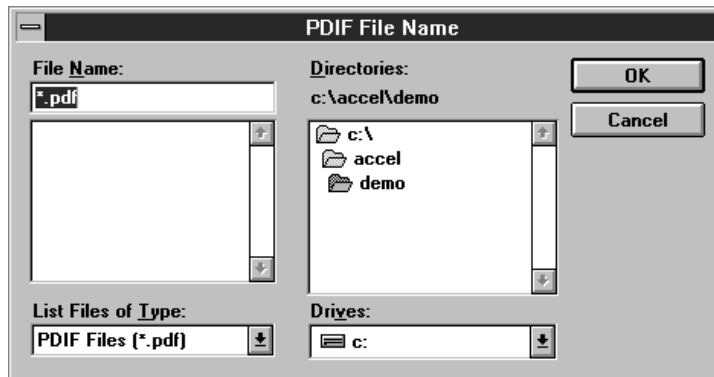 PDIF File Name
File Name:
*.pdf
Directories:
c:\accel\demo
c:\
accel
demo
OK
Cancel
List Files of Type:
PDIF Files (*.pdf)
Drives:
c: